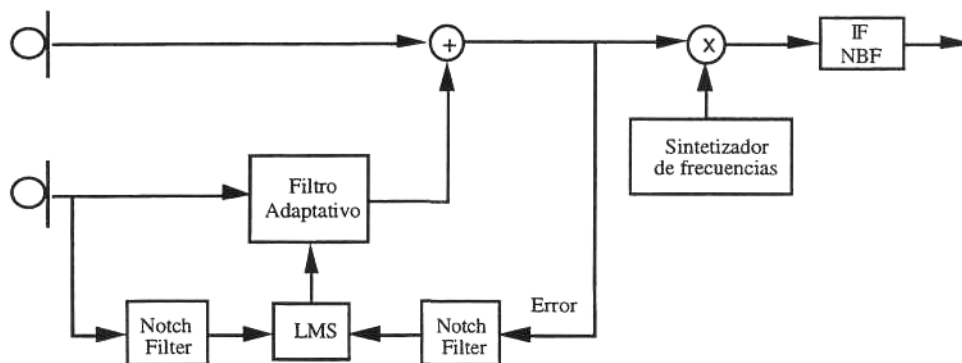 +
x
IF
NBF
Sintetizador
de frecuencias
Filtro
Adaptativo
Error
Notch
Filter
LMS
Notch
Filter